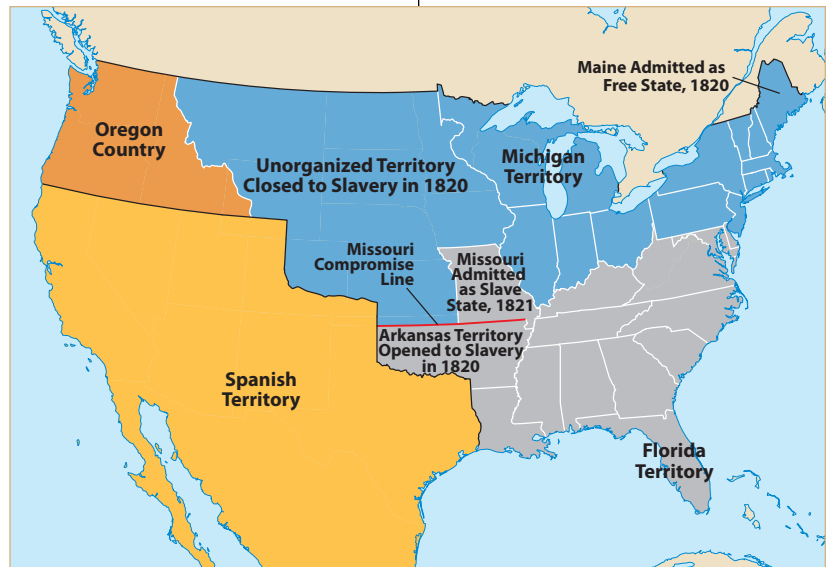 Maine Admitted as
Free State, 1820
Oregon
Country
Unorganized Territory
Closed to Slavery in 1820
Michigan
Territory
Missouri
Compromise
Line
Missouri
Admitted
as Slave
State, 1821
Arkansas Territory
Opened to Slavery
in 1820
Spanish
Territory
Florida
Territory